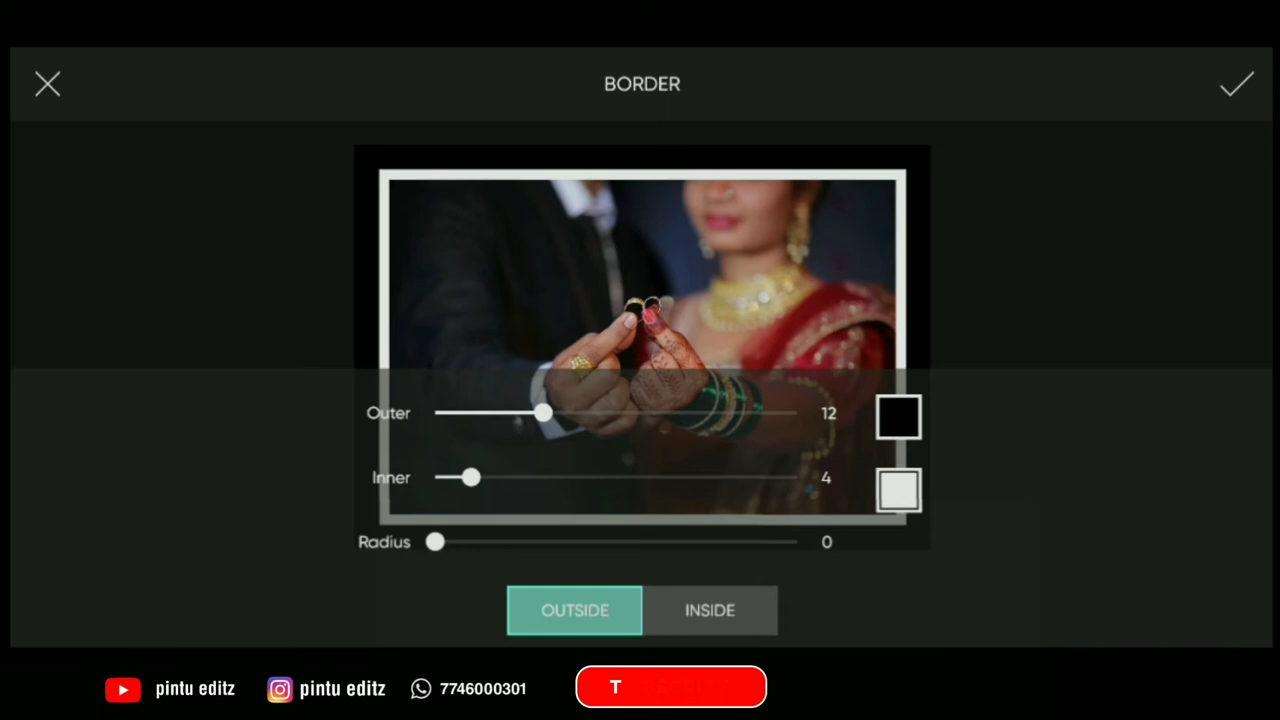 BORDER
Outer 12
Inner 4
Radius 0
OUTSIDE INSIDE
pintu editz pintu editz 7746000301 T